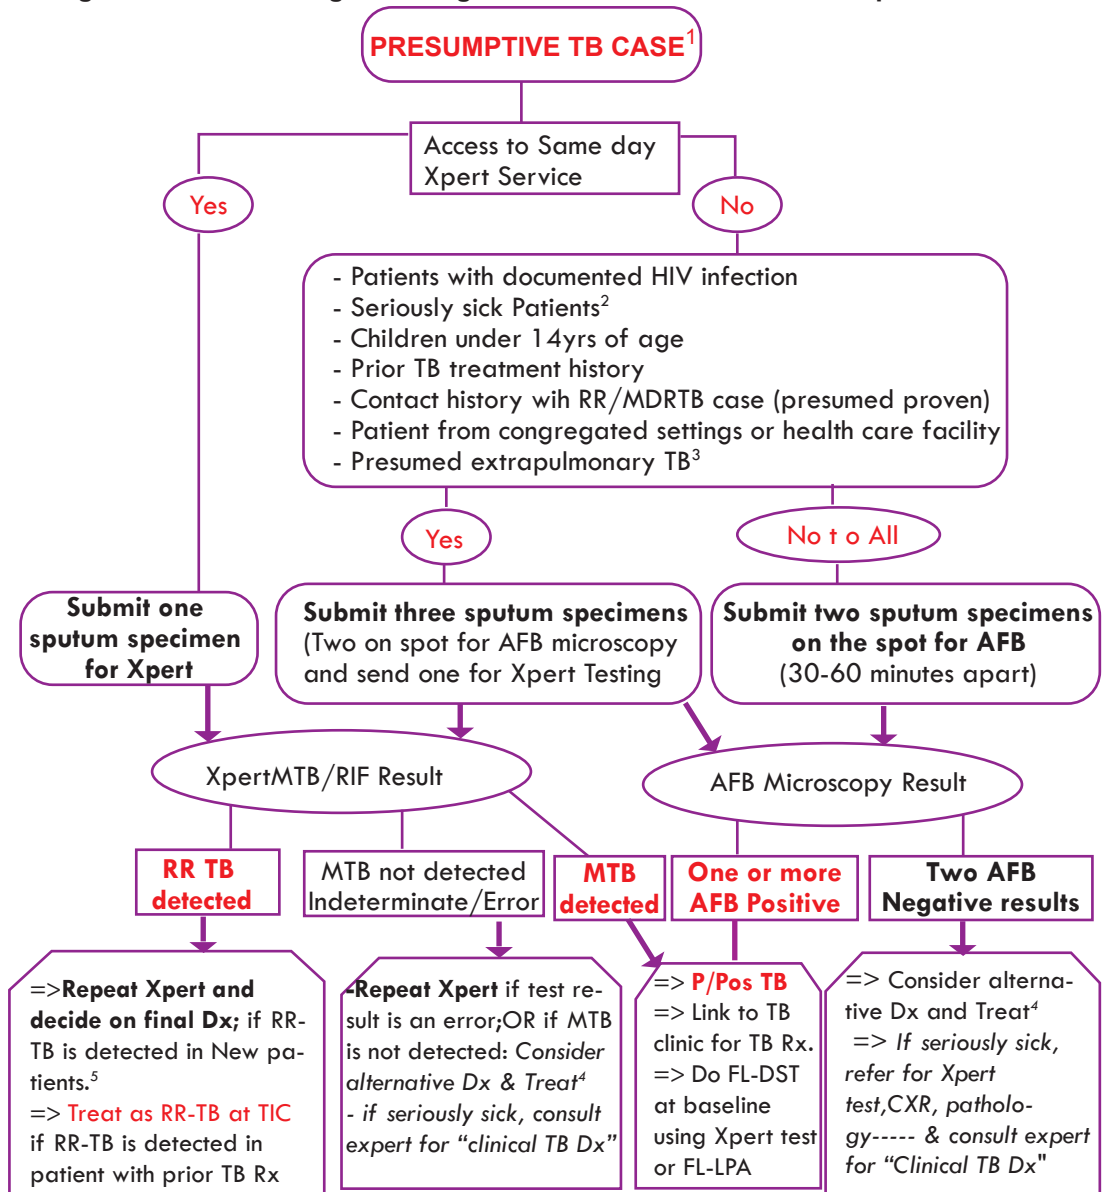 PRESUMPTIVE TB CASE1
Access to Same day
Xpert Service
Yes
No
- Patients with documented HIV infection
- Seriously sick Patients2
- Children under 14yrs of age
- Prior TB treatment history
- Contact history wih RR/MDRTB case (presumed proven)
- Patient from congregated settings or health care facility
- Presumed extrapulmonary TB3
Yes
No t o All
Submit one
sputum specimen
for Xpert
Submit three sputum specimens
(Two on spot for AFB microscopy
and send one for Xpert Testing
Submit two sputum specimens
on the spot for AFB
(30-60 minutes apart)
XpertMTB/RIF Result
AFB Microscopy Result
RR TB
detected
MTB not detected
Indeterminate/Error
MTB
detected
One or more
AFB Positive
Two AFB
Negative results
=>Repeat Xpert and
decide on final Dx; if RR-
TB is detected in New pa-
tients.5
=> Treat as RR-TB at TIC
if RR-TB is detected in
patient with prior TB Rx
-Repeat Xpert if test re-
sult is an error;OR if MTB
is not detected: Consider
alternative Dx & Treat4
- if seriously sick, consult
expert for “clinical TB Dx”
=> P/Pos TB
=> Link to TB
clinic for TB Rx.
=> Do FL-DST
at baseline
using Xpert test
or FL-LPA
=> Consider alterna-
tive Dx and Treat4
=> If seriously sick,
refer for Xpert
test,CXR, patholo-
gy----- & consult expert
for “Clinical TB Dx"